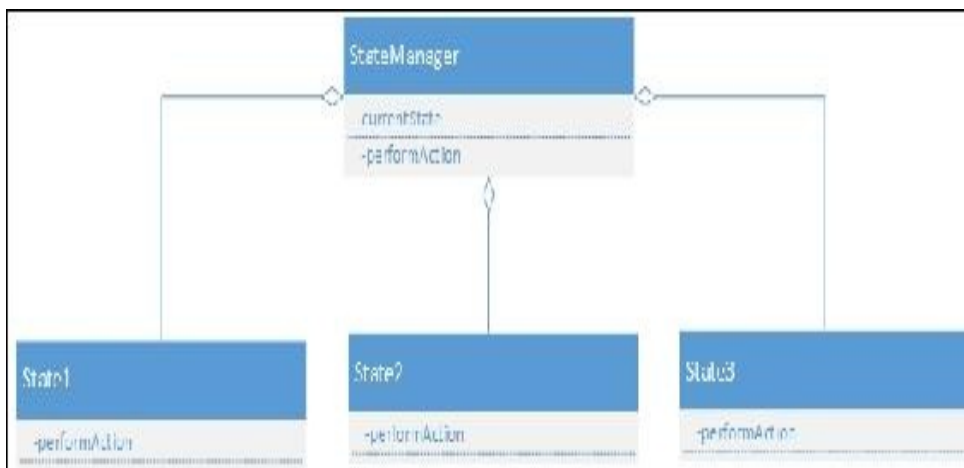 StateManager
currentState
-performAction
State1
-performAction
State2
-performAction
State3
-performAction